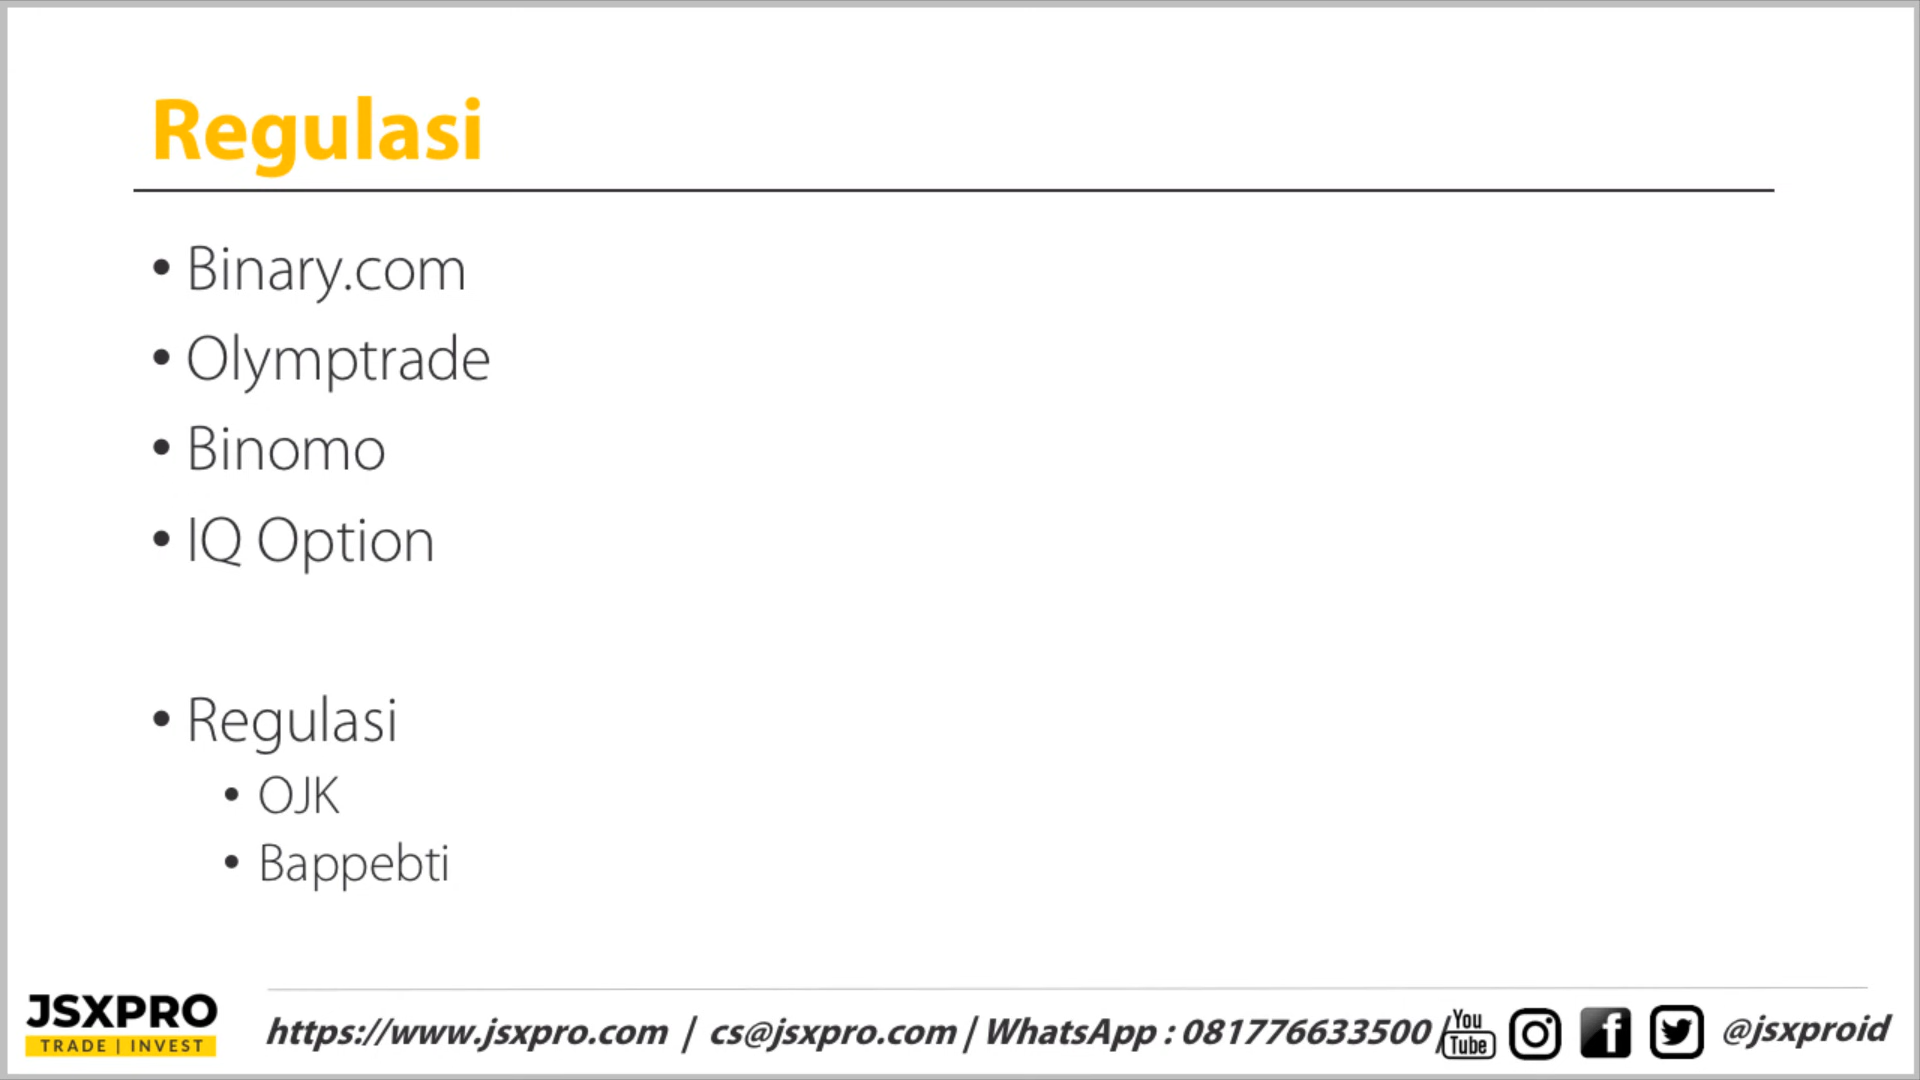 Regulasi
• Binary.com
• Olymptrade
• Binomo
• IQ Option
• Regulasi
• OJK
• Bappebti
JSXPRO
TRADE | INVEST
https://www.jsxpro.com | cs@jsxpro.com | WhatsApp : 081776633500 / You Tube f @jsxproid